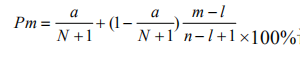 Pm = a/(N + 1) + (1 - a/(N + 1)) (m - l)/(n - l + 1) ×100%